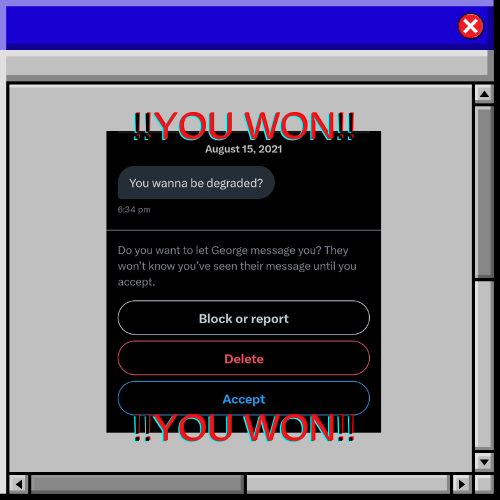 !!YOU WON!!
August 15, 2021
You wanna be degraded?
6:34 pm
Do you want to let George message you? They
won't know you've seen their message until you
accept.
Block or report
Delete
Accept
!!YOU WON!!